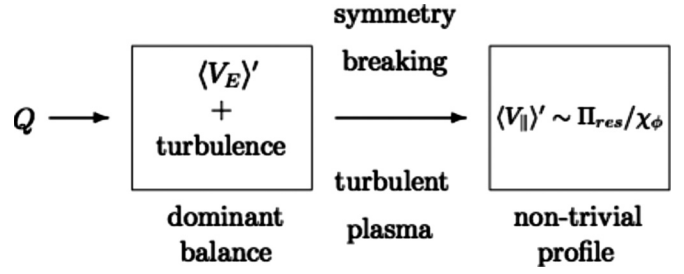 symmetry
breaking
Q
⟨V_E⟩′
+
turbulence
⟨V_∥⟩′ ∼ Π_res/χ_ϕ
turbulent
plasma
dominant
balance
non-trivial
profile